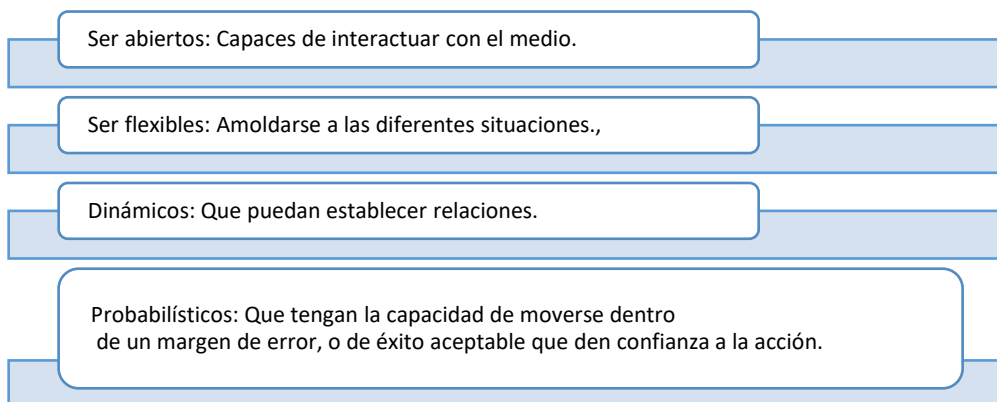 Ser abiertos: Capaces de interactuar con el medio.
Ser flexibles: Amoldarse a las diferentes situaciones.,
Dinámicos: Que puedan establecer relaciones.
Probabilísticos: Que tengan la capacidad de moverse dentro
de un margen de error, o de éxito aceptable que den confianza a la acción.